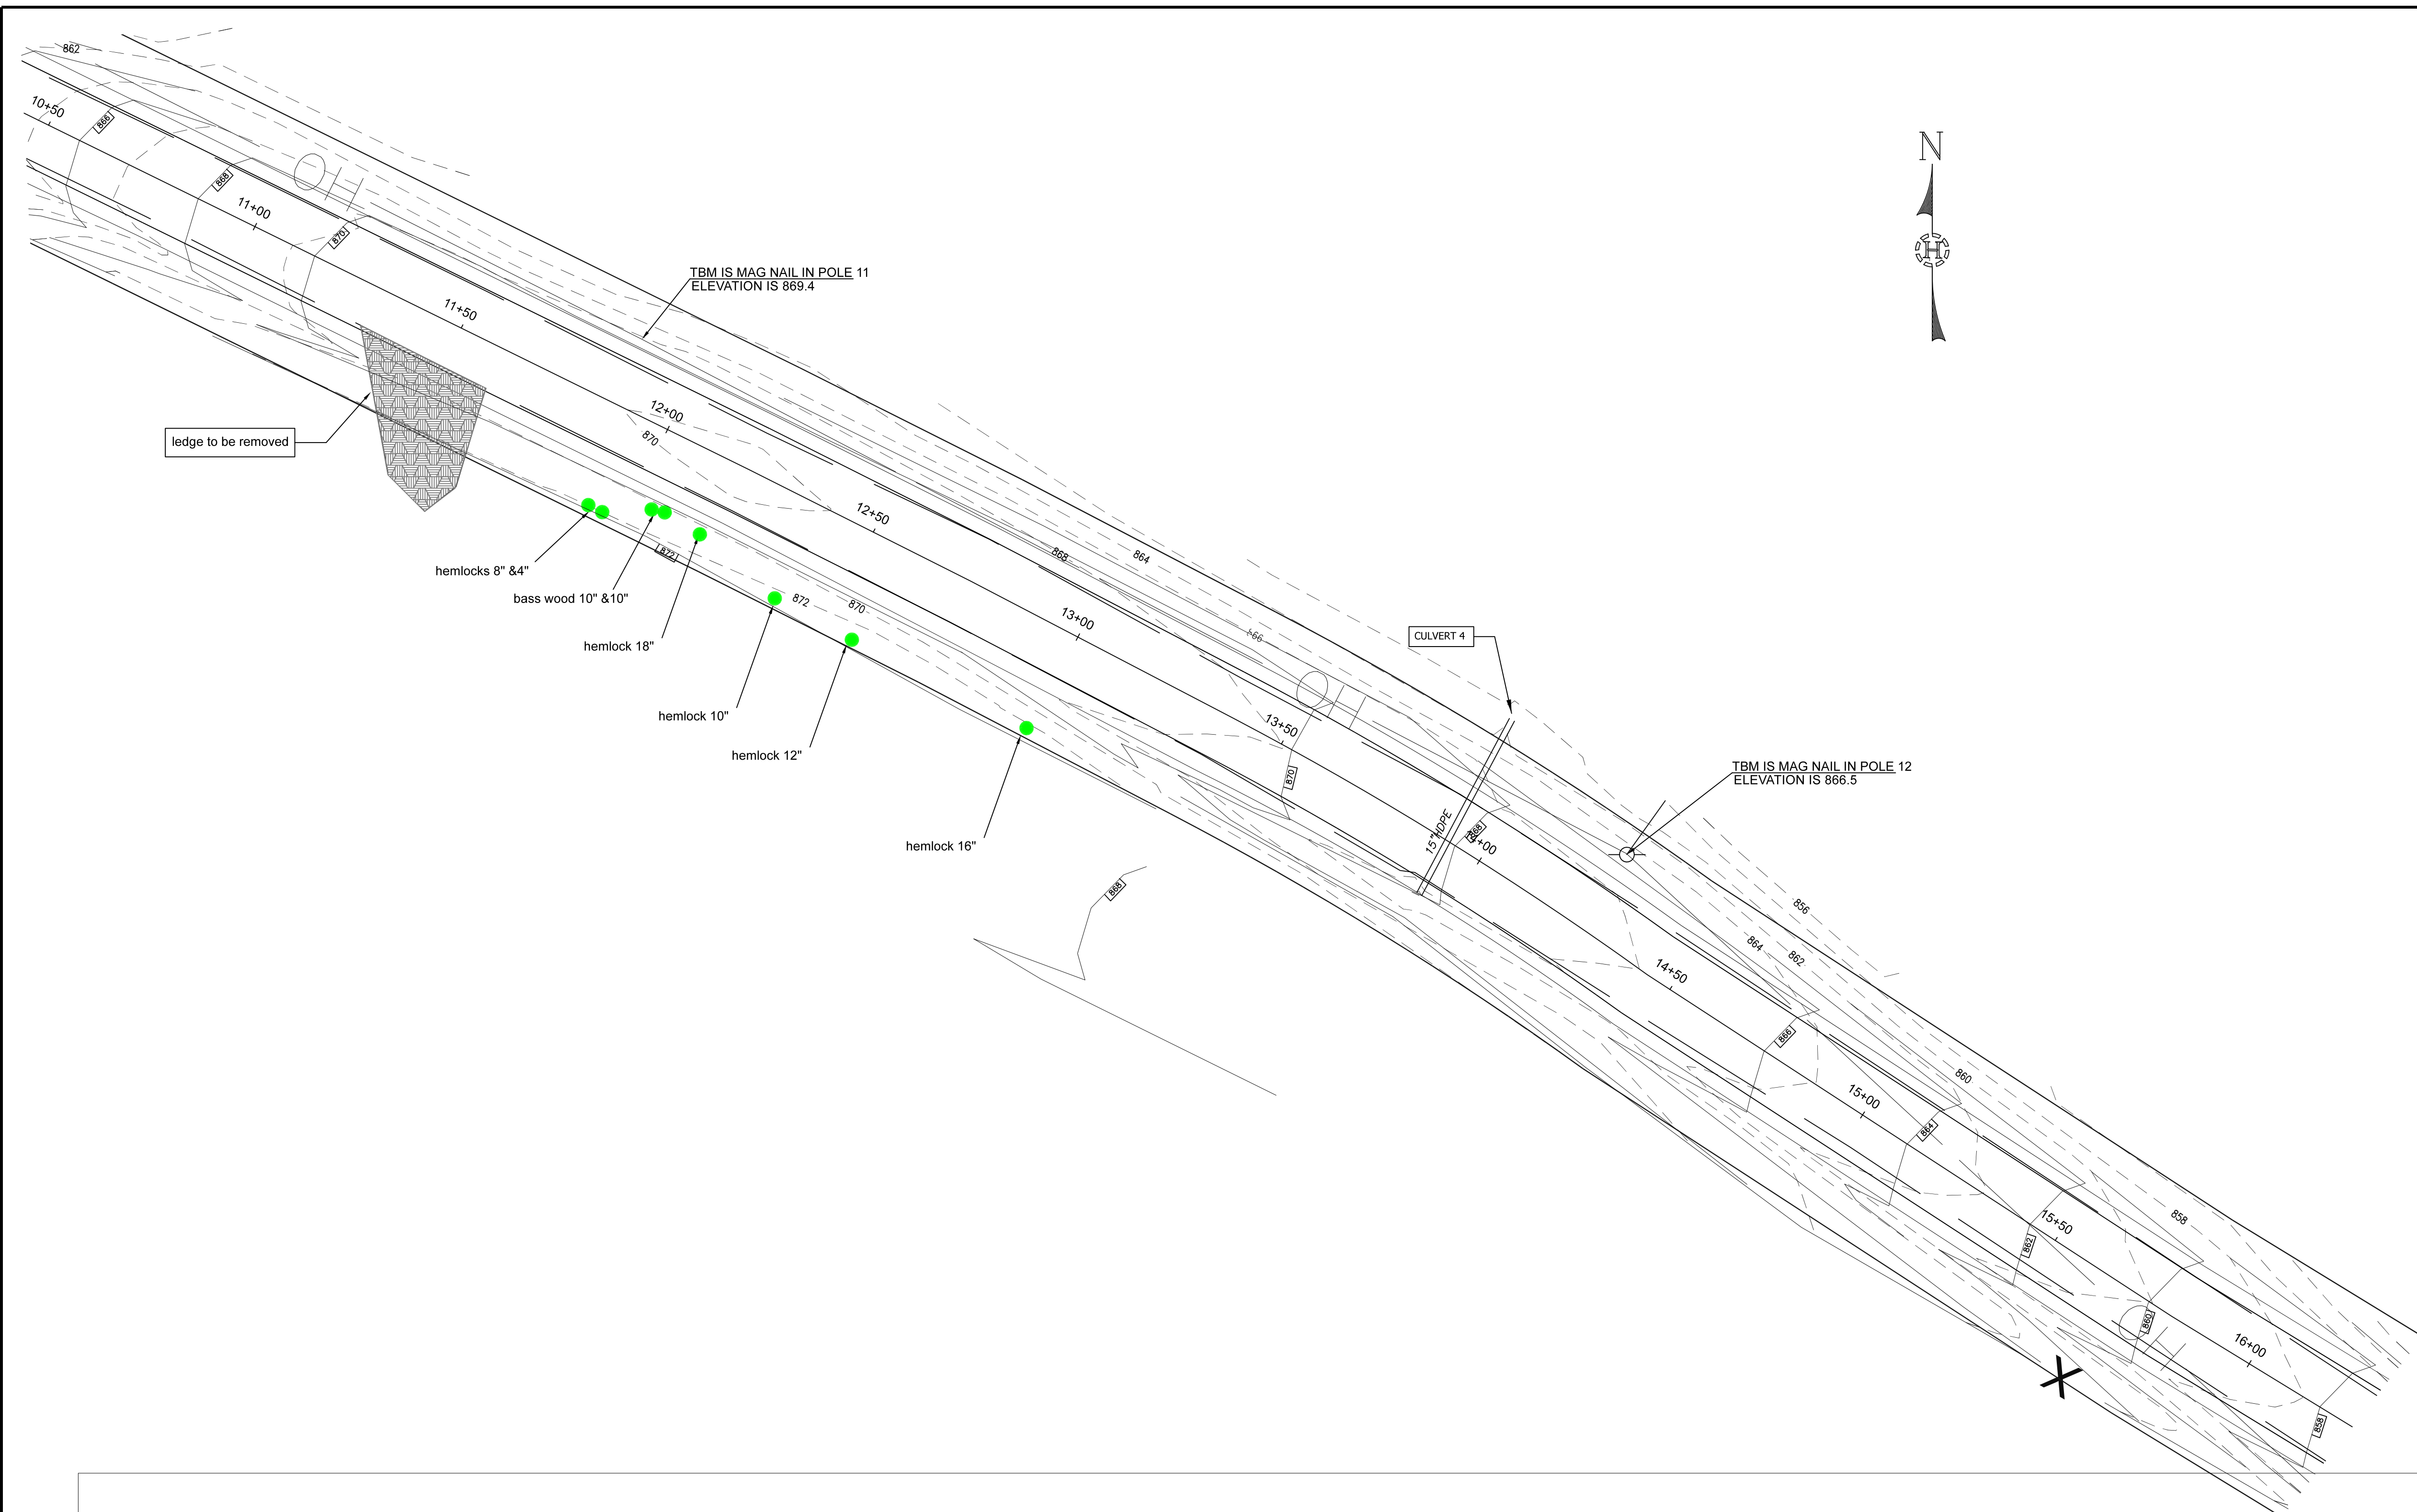 862
10+50
866
N
868
11+00
870
H
TBM IS MAG NAIL IN POLE 11
ELEVATION IS 869.4
11+50
12+00
870
ledge to be removed
12+50
hemlocks 8" &4"
872
868
864
bass wood 10" &10"
872
870
13+00
CULVERT 4
hemlock 18"
hemlock 10"
13+50
hemlock 12"
870
TBM IS MAG NAIL IN POLE 12
ELEVATION IS 866.5
hemlock 16"
15 "HDPE
868
868
856
864
862
14+50
866
860
15+00
864
858
15+50
862
860
16+00
858
X